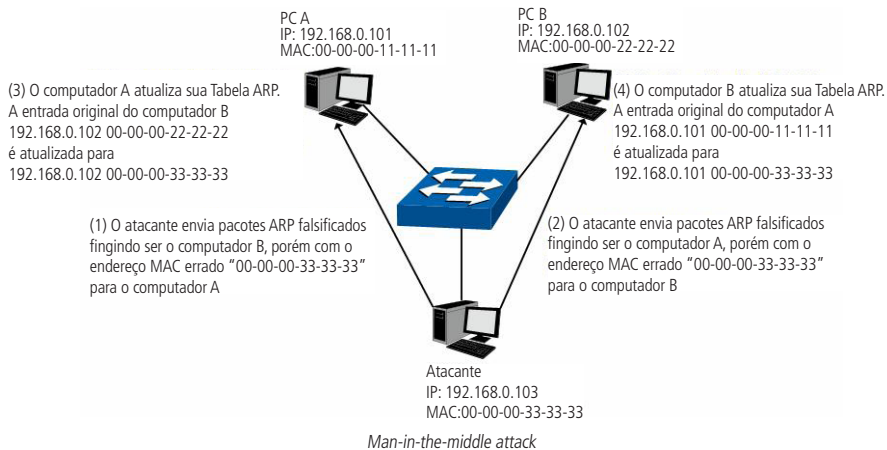 PC A
IP: 192.168.0.101
MAC:00-00-00-11-11-11
PC B
IP: 192.168.0.102
MAC:00-00-00-22-22-22
(3) O computador A atualiza sua Tabela ARP.
A entrada original do computador B
192.168.0.102 00-00-00-22-22-22
é atualizada para
192.168.0.102 00-00-00-33-33-33
(4) O computador B atualiza sua Tabela ARP.
A entrada original do computador A
192.168.0.101 00-00-00-11-11-11
é atualizada para
192.168.0.101 00-00-00-33-33-33
(1) O atacante envia pacotes ARP falsificados
fingindo ser o computador B, porém com o
endereço MAC errado “00-00-00-33-33-33”
para o computador A
(2) O atacante envia pacotes ARP falsificados
fingindo ser o computador A, porém com o
endereço MAC errado “00-00-00-33-33-33”
para o computador B
Atacante
IP: 192.168.0.103
MAC:00-00-00-33-33-33
Man-in-the-middle attack